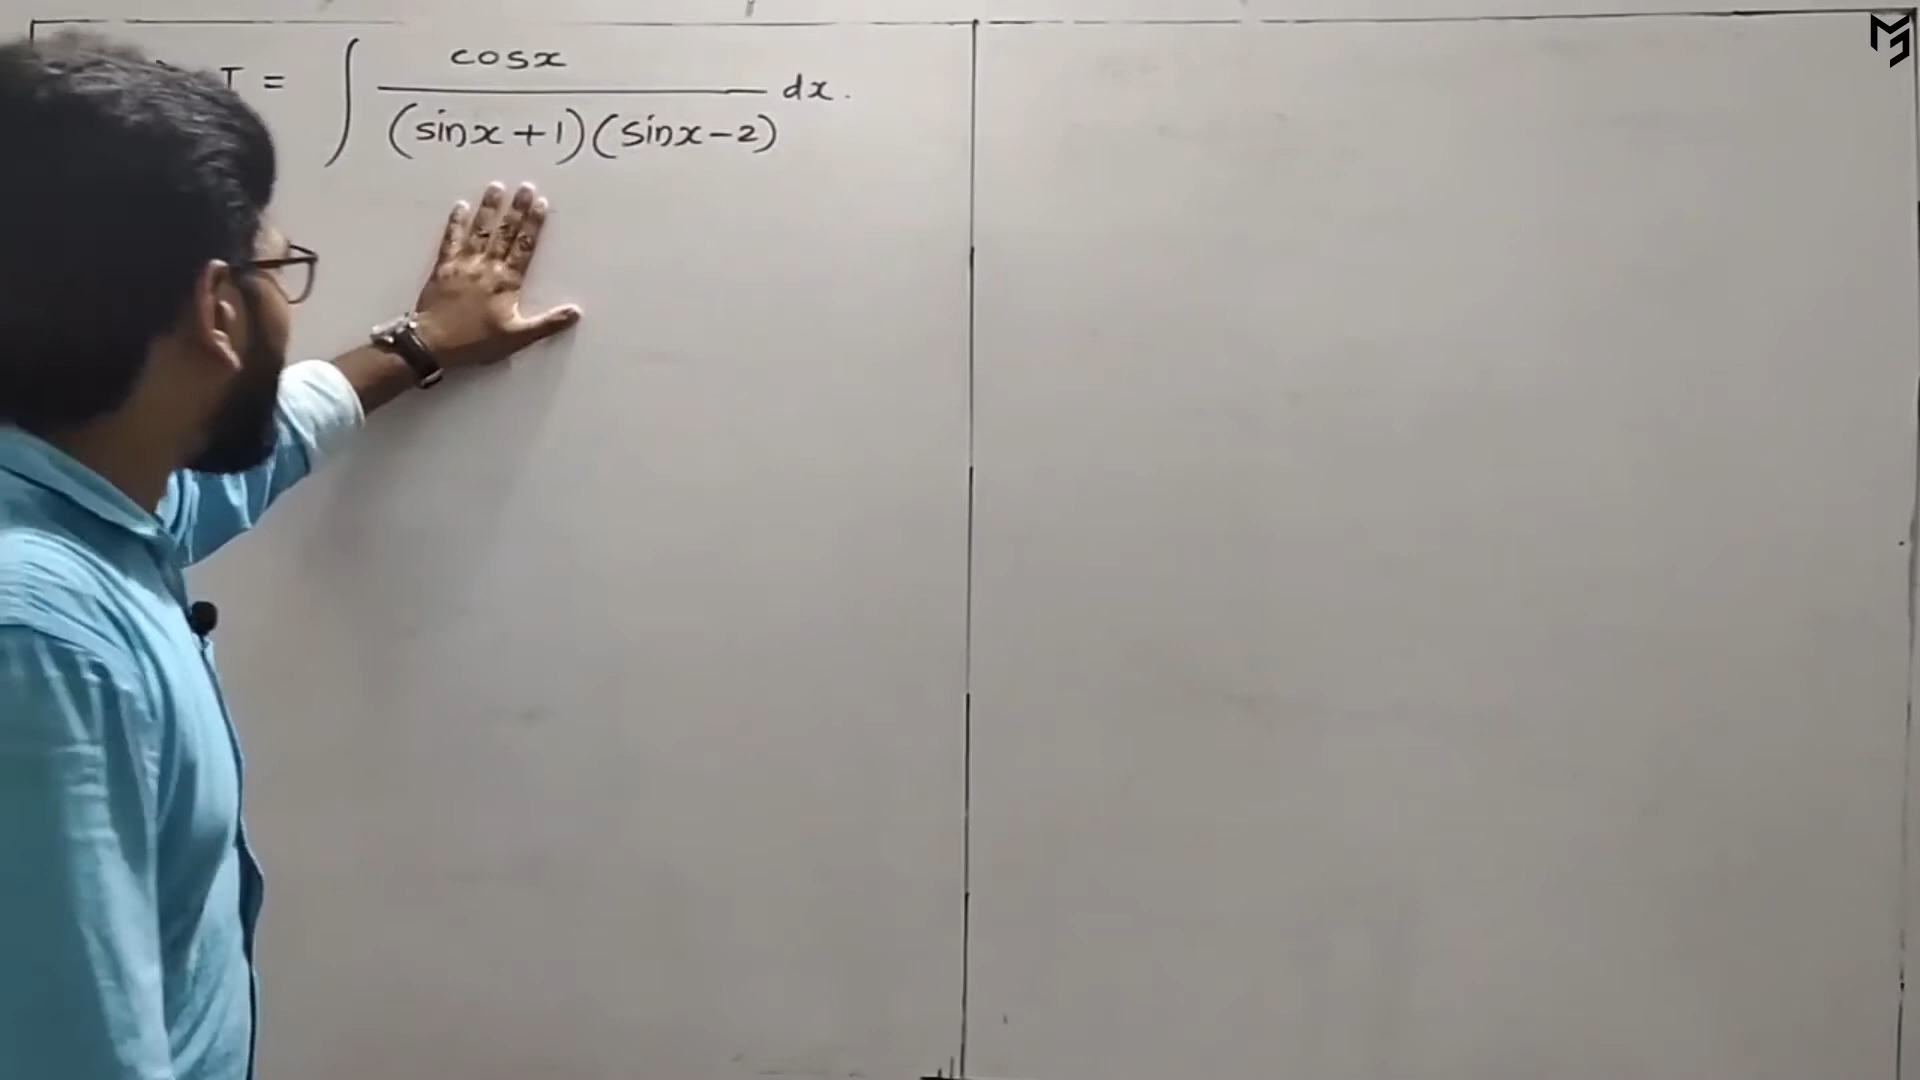 I = ∫ cosx / (sinx + 1)(sinx - 2) dx.